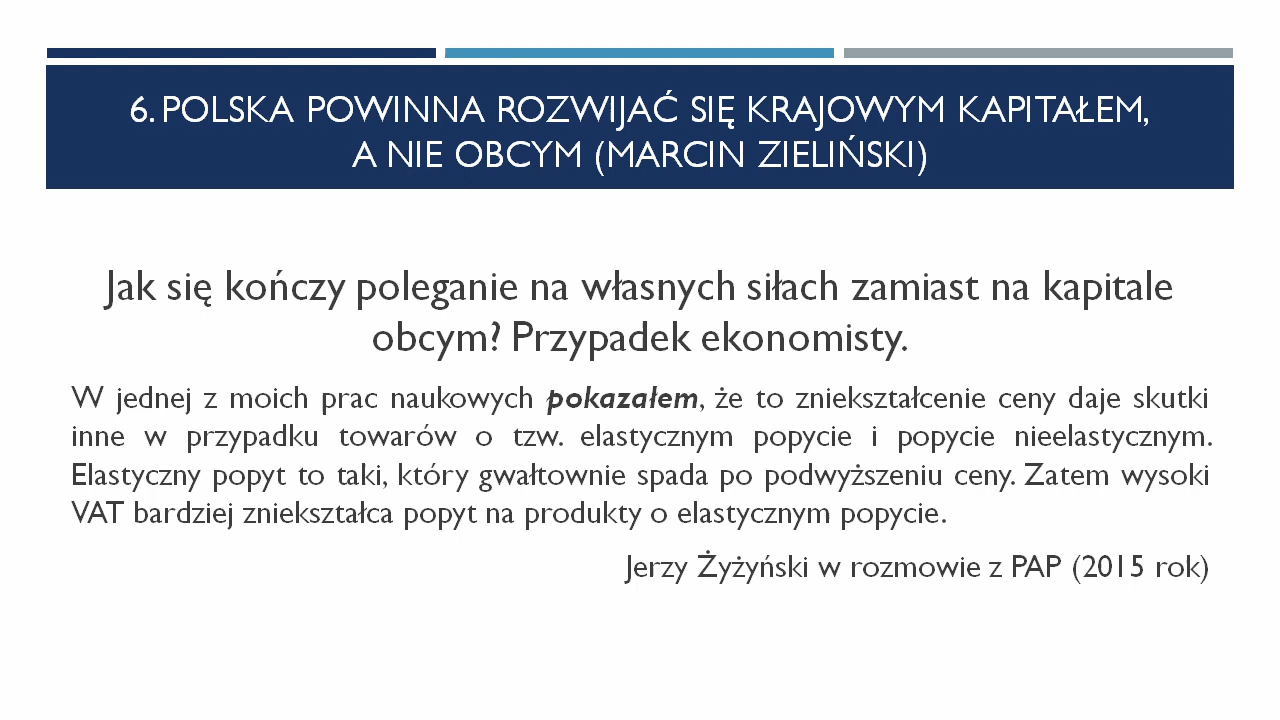 6. POLSKA POWINNA ROZWIJAĆ SIĘ KRAJOWYM KAPITAŁEM,
A NIE OBCYM (MARCIN ZIELIŃSKI)
Jak się kończy poleganie na własnych siłach zamiast na kapitale
obcym? Przypadek ekonomisty.
W jednej z moich prac naukowych pokazałem, że to zniekształcenie ceny daje skutki
inne w przypadku towarów o tzw. elastycznym popycie i popycie nieelastycznym.
Elastyczny popyt to taki, który gwałtownie spada po podwyższeniu ceny. Zatem wysoki
VAT bardziej zniekształca popyt na produkty o elastycznym popycie.
Jerzy Żyżyński w rozmowie z PAP (2015 rok)